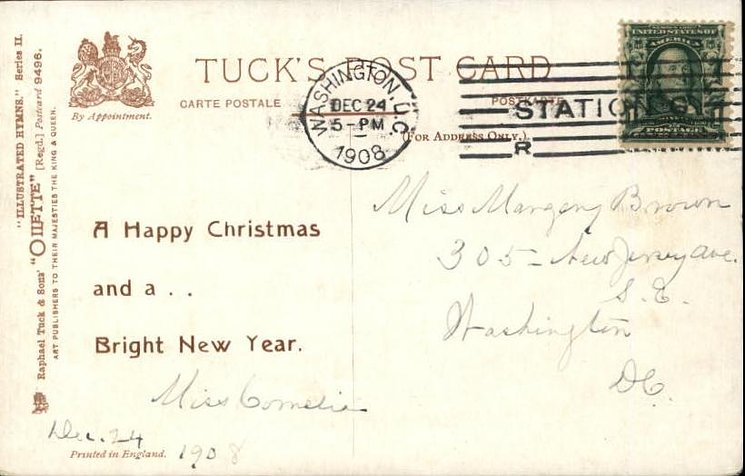 "ILLUSTRATED HYMNS." Series II.
"OILETTE" [Regd.] Postcard 9496.
Raphael Tuck & Sons'
ART PUBLISHERS TO THEIR MAJESTIES THE KING & QUEEN.
By Appointment.
TUCK'S POST CARD
CARTE POSTALE POSTKARTE
(For Address Only.)
WASHINGTON, D.C.
DEC 24
5-PM
1908
STATION G
R
UNITED STATES OF
AMERICA
POSTAGE
A Happy Christmas
and a . .
Bright New Year.
Miss Cornelia
Dec. 24
1908
Printed in England.
Miss Margery Brown
305- New Jersey Ave.
S.E.
Washington
D.C.